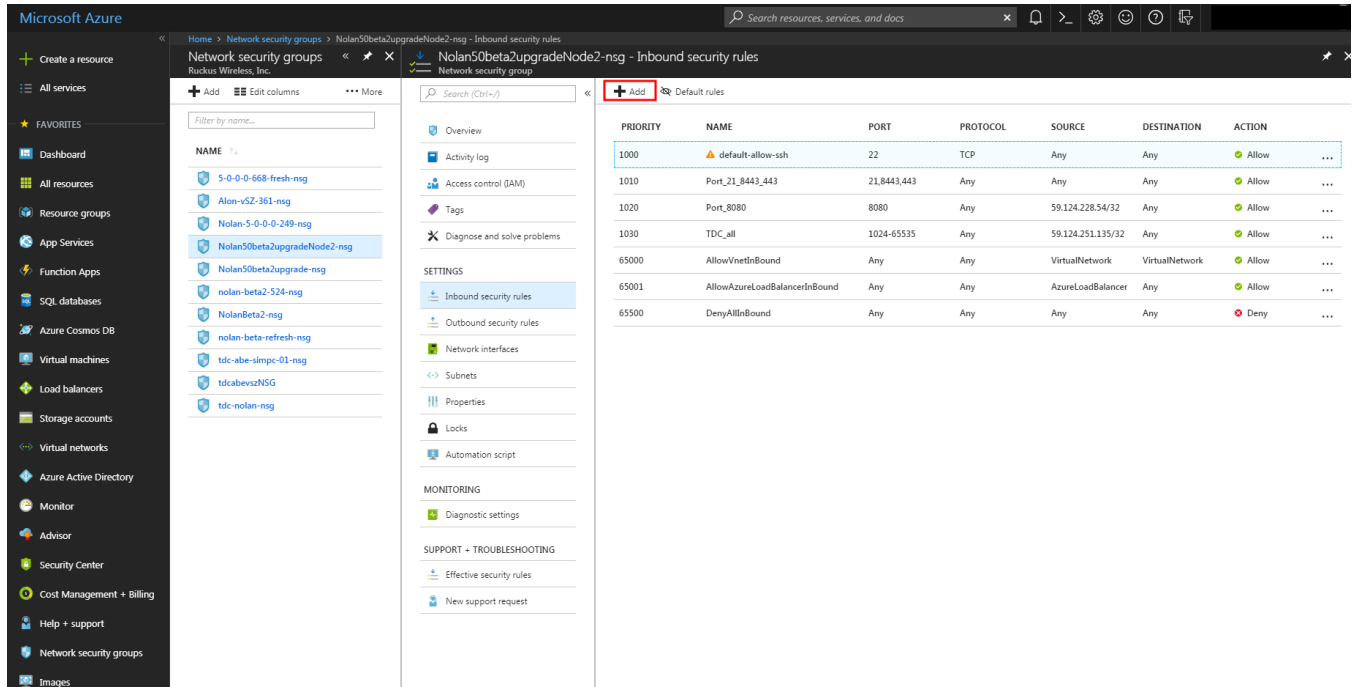 Microsoft Azure
Search resources, services, and docs
Create a resource
All services
FAVORITES
Dashboard
All resources
Resource groups
App Services
Function Apps
SQL databases
Azure Cosmos DB
Virtual machines
Load balancers
Storage accounts
Virtual networks
Azure Active Directory
Monitor
Advisor
Security Center
Cost Management + Billing
Help + support
Network security groups
Images
Home > Network security groups > Nolan50beta2upgradeNode2-nsg - Inbound security rules
Network security groups
Ruckus Wireless, Inc.
Add Edit columns More
Filter by name...
NAME
5-0-0-0-668-fresh-nsg
Alon-vSZ-361-nsg
Nolan-5-0-0-0-249-nsg
Nolan50beta2upgradeNode2-nsg
Nolan50beta2upgrade-nsg
nolan-beta2-524-nsg
NolanBeta2-nsg
nolan-beta-refresh-nsg
tdc-abe-simpc-01-nsg
tdcabevszNSG
tdc-nolan-nsg
Nolan50beta2upgradeNode2-nsg - Inbound security rules
Network security group
Search (Ctrl+/)
Overview
Activity log
Access control (IAM)
Tags
Diagnose and solve problems
SETTINGS
Inbound security rules
Outbound security rules
Network interfaces
Subnets
Properties
Locks
Automation script
MONITORING
Diagnostic settings
SUPPORT + TROUBLESHOOTING
Effective security rules
New support request
Add Default rules
PRIORITY NAME PORT PROTOCOL SOURCE DESTINATION ACTION
1000 default-allow-ssh 22 TCP Any Any Allow
1010 Port_21_8443_443 21,8443,443 Any Any Any Allow
1020 Port_8080 8080 Any 59.124.228.54/32 Any Allow
1030 TDC_all 1024-65535 Any 59.124.251.135/32 Any Allow
65000 AllowVnetInBound Any Any VirtualNetwork VirtualNetwork Allow
65001 AllowAzureLoadBalancerInBound Any Any AzureLoadBalancer Any Allow
65500 DenyAllInBound Any Any Any Any Deny